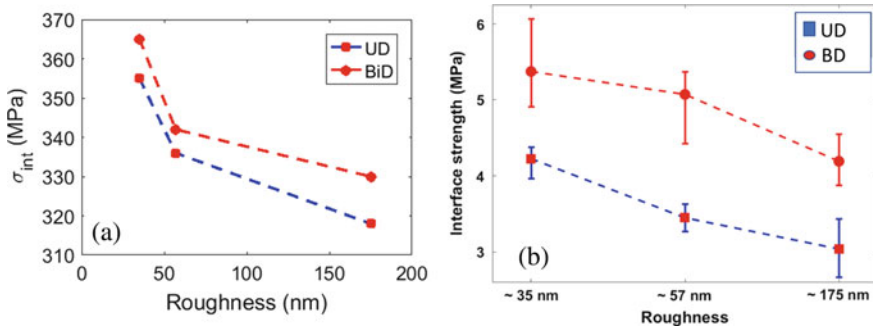 370
360
350
340
330
320
310
σint (MPa)
UD
BiD
(a)
0
50
100
150
200
Roughness (nm)
6
5
4
3
Interface strength (MPa)
UD
BD
(b)
~ 35 nm
~ 57 nm
~ 175 nm
Roughness